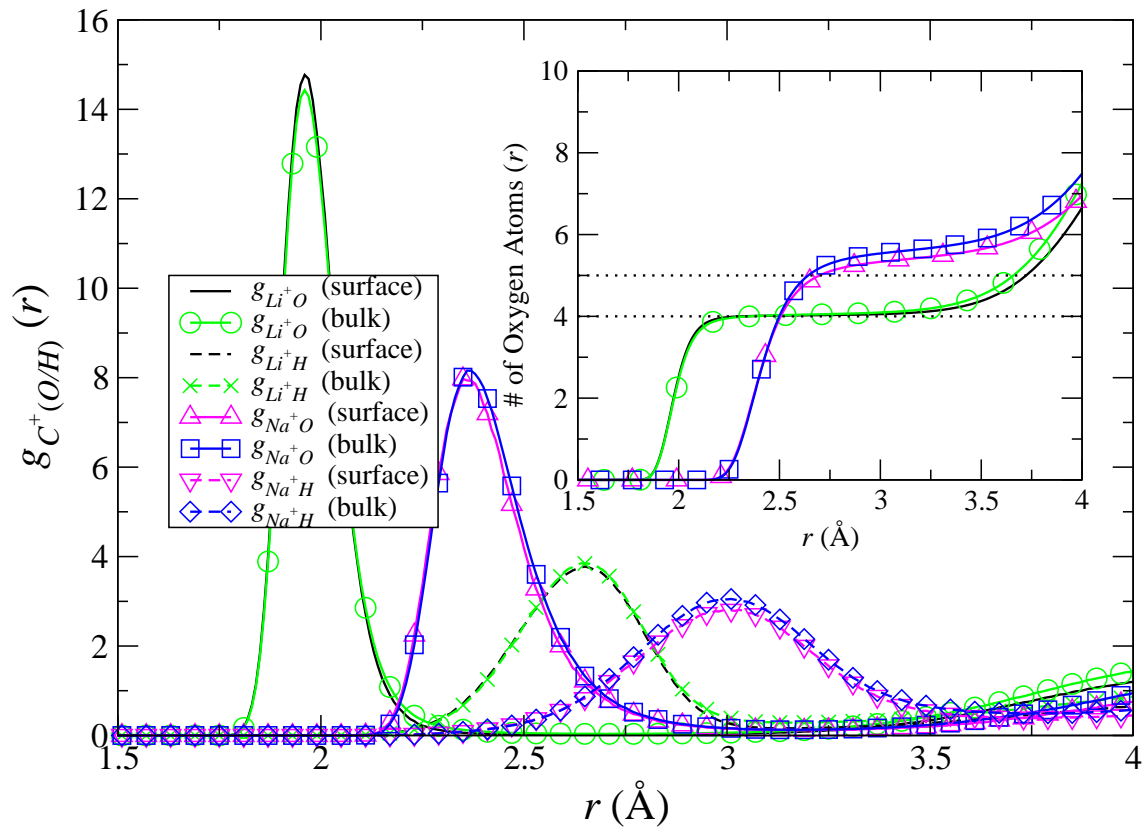 16
14
12
10
8
6
4
2
0
g_{C^+(O/H)} (r)
1.5
2
2.5
3
3.5
4
r (Å)
g_{Li^+O} (surface)
g_{Li^+O} (bulk)
g_{Li^+H} (surface)
g_{Li^+H} (bulk)
g_{Na^+O} (surface)
g_{Na^+O} (bulk)
g_{Na^+H} (surface)
g_{Na^+H} (bulk)
10
8
6
4
2
0
# of Oxygen Atoms (r)
1.5
2
2.5
3
3.5
4
r (Å)